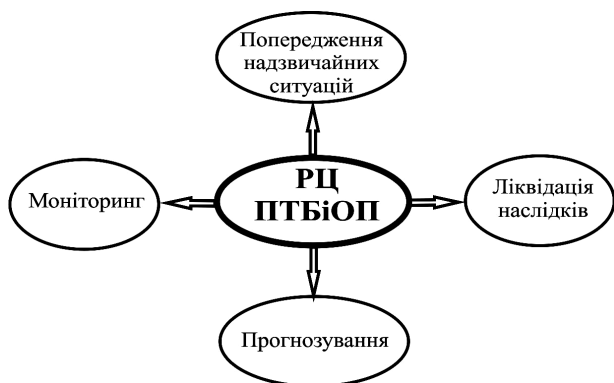 Попередження
надзвичайних
ситуацій
Моніторинг
РЦ
ПТБіОП
Ліквідація
наслідків
Прогнозування